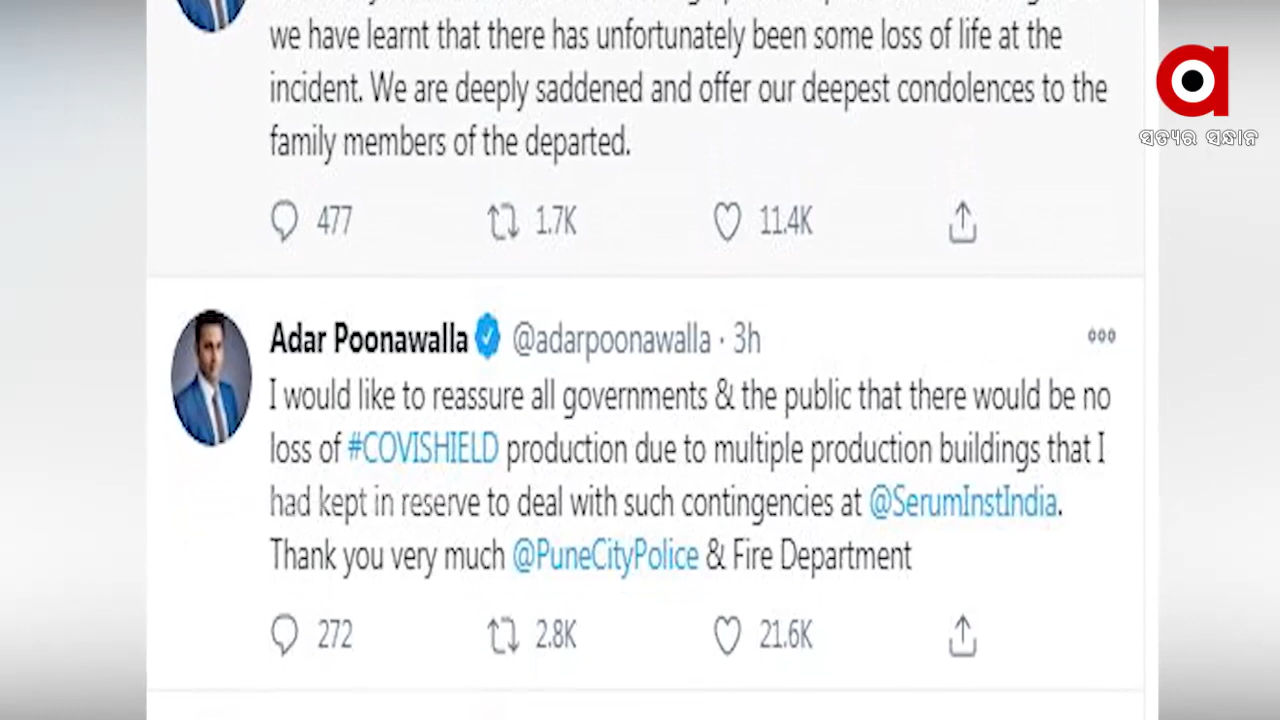 we have learnt that there has unfortunately been some loss of life at the
incident. We are deeply saddened and offer our deepest condolences to the
family members of the departed.
477 1.7K 11.4K
ସତ୍ୟର ସନ୍ଧାନ
Adar Poonawalla @adarpoonawalla · 3h
I would like to reassure all governments & the public that there would be no
loss of #COVISHIELD production due to multiple production buildings that I
had kept in reserve to deal with such contingencies at @SerumInstIndia.
Thank you very much @PuneCityPolice & Fire Department
272 2.8K 21.6K